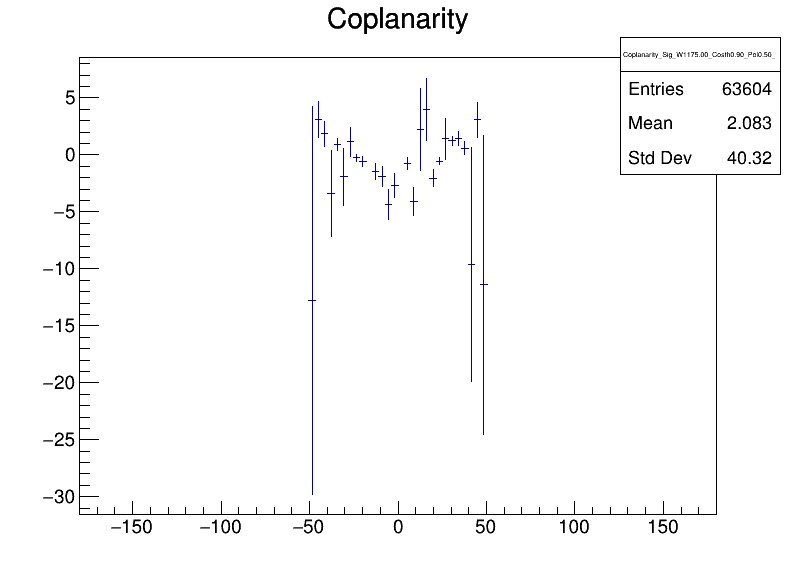 Coplanarity
Coplanarity_Sig_W1175.00_Costh0.90_Pol0.50_
Entries 63604
Mean 2.083
Std Dev 40.32
5
0
−5
−10
−15
−20
−25
−30
−150 −100 −50 0 50 100 150